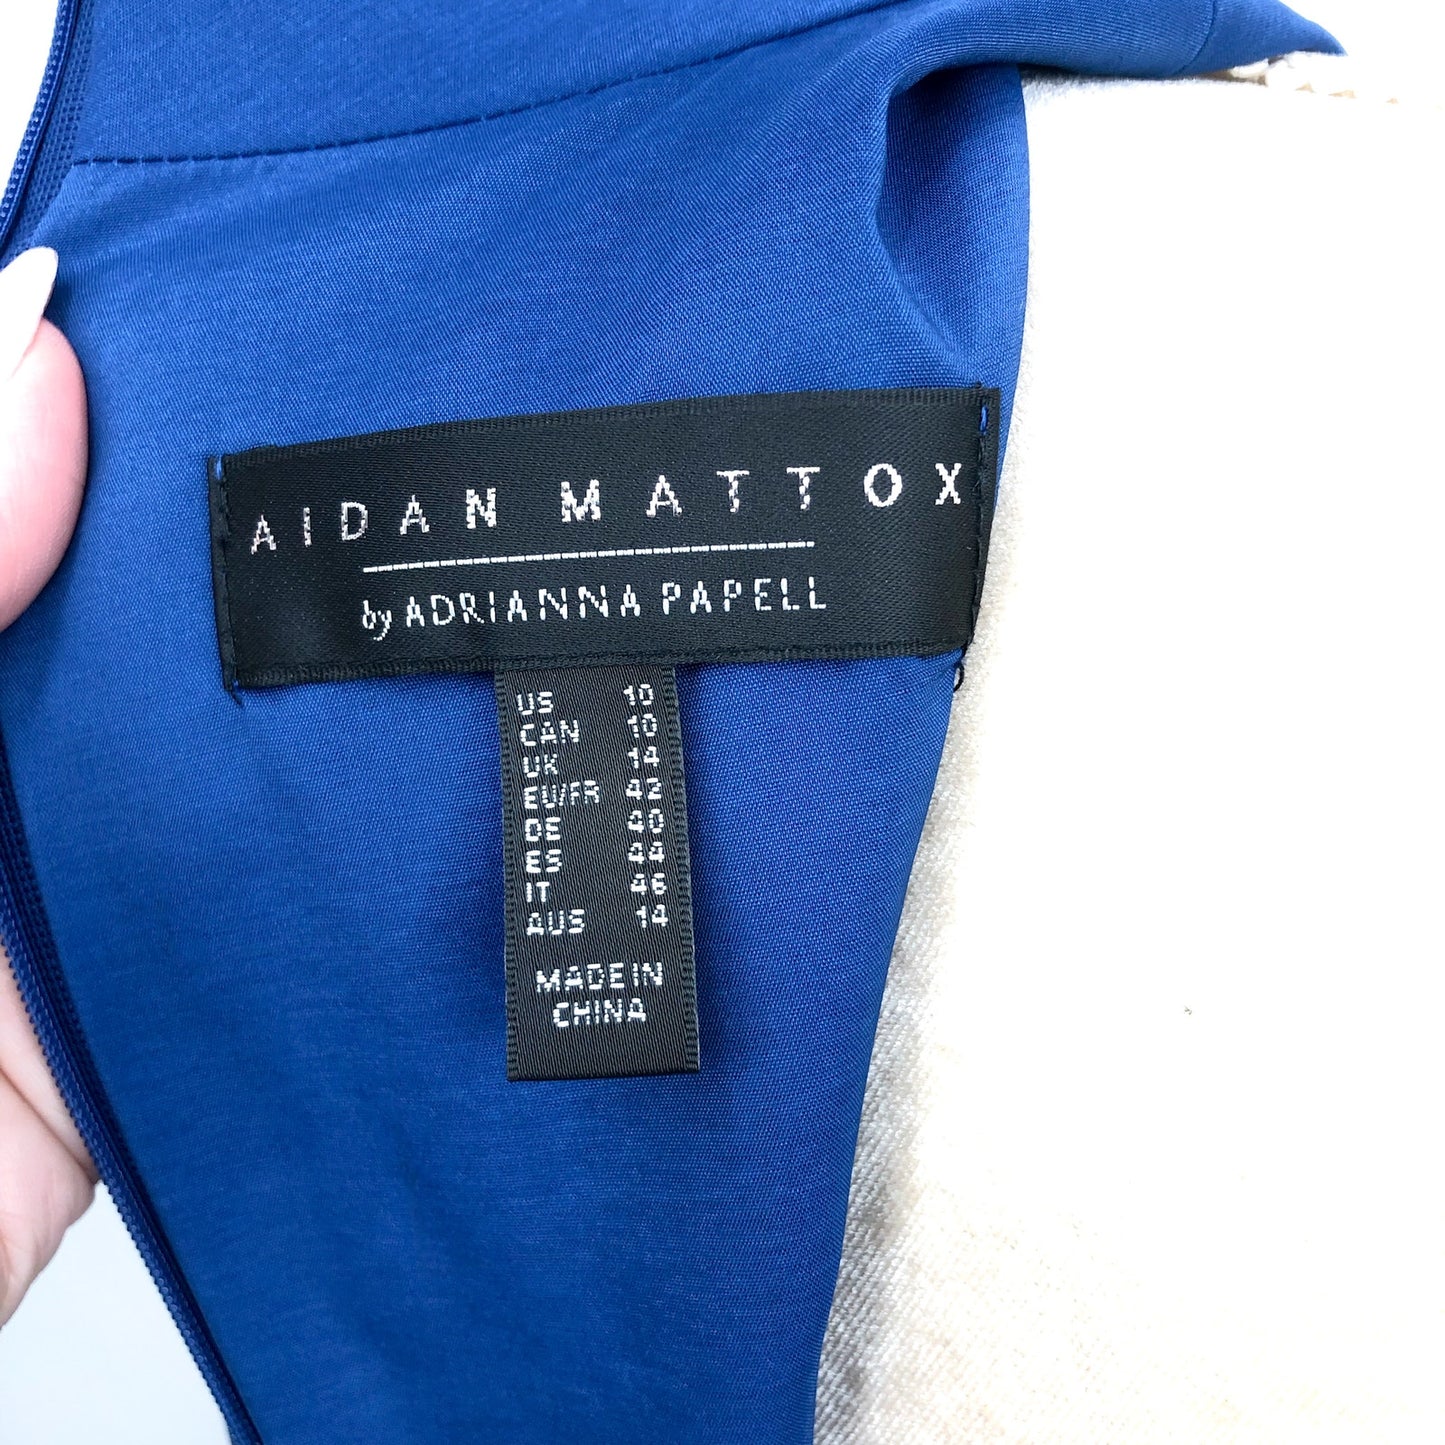 AIDAN MATTOX
by ADRIANNA PAPELL
US 10
CAN 10
UK 14
EU/FR 42
DE 40
ES 44
IT 46
AUS 14
MADE IN
CHINA